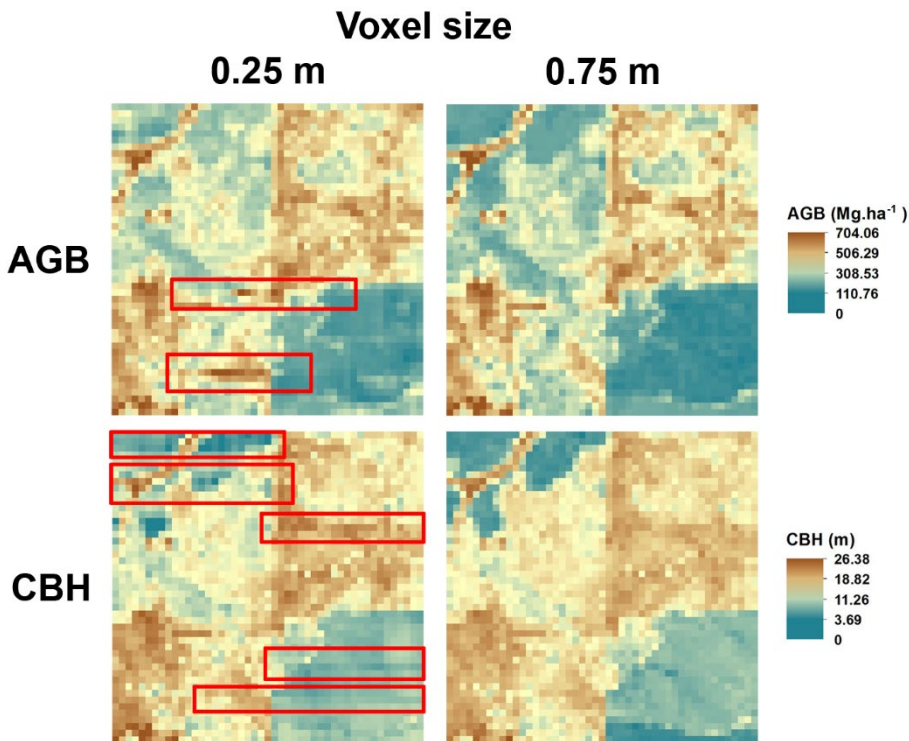 Voxel size
0.25 m 0.75 m
AGB
AGB (Mg.ha⁻¹)
704.06
506.29
308.53
110.76
0
CBH
CBH (m)
26.38
18.82
11.26
3.69
0